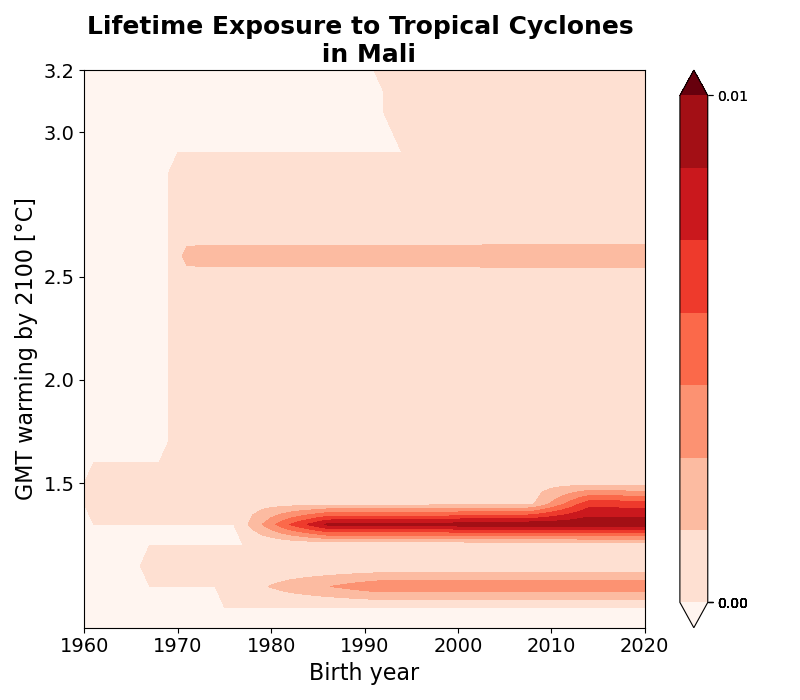 Lifetime Exposure to Tropical Cyclones
in Mali
3.2
3.0
2.5
2.0
1.5
GMT warming by 2100 [°C]
1960 1970 1980 1990 2000 2010 2020
Birth year
0.01
0.00